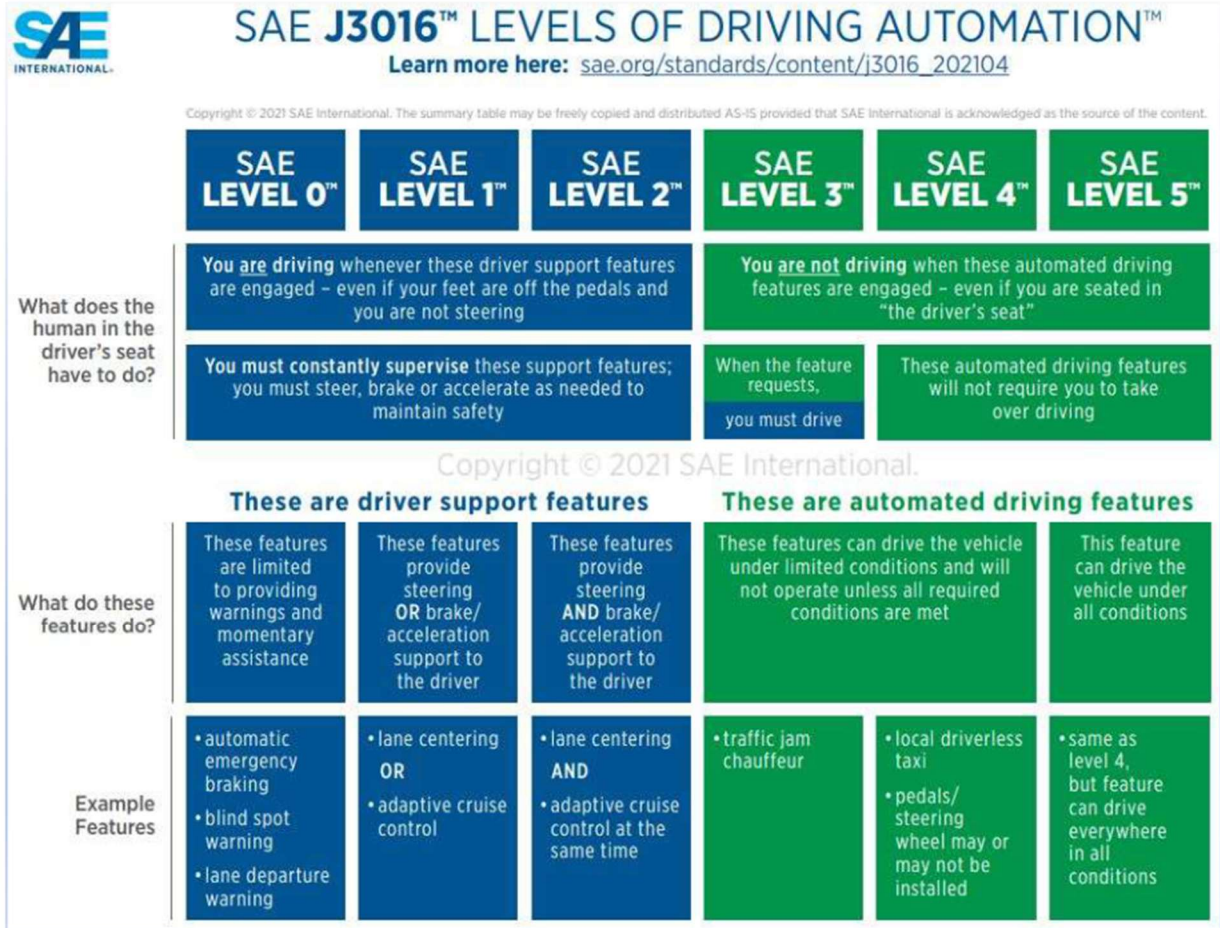 SAE
INTERNATIONAL®
SAE J3016™ LEVELS OF DRIVING AUTOMATION™
Learn more here: sae.org/standards/content/j3016_202104
Copyright © 2021 SAE International. The summary table may be freely copied and distributed AS-IS provided that SAE International is acknowledged as the source of the content.
SAE
LEVEL 0™
SAE
LEVEL 1™
SAE
LEVEL 2™
SAE
LEVEL 3™
SAE
LEVEL 4™
SAE
LEVEL 5™
What does the
human in the
driver's seat
have to do?
You are driving whenever these driver support features
are engaged – even if your feet are off the pedals and
you are not steering
You are not driving when these automated driving
features are engaged – even if you are seated in
“the driver's seat”
You must constantly supervise these support features;
you must steer, brake or accelerate as needed to
maintain safety
When the feature
requests,
you must drive
These automated driving features
will not require you to take
over driving
Copyright © 2021 SAE International.
These are driver support features
These are automated driving features
What do these
features do?
These features
are limited
to providing
warnings and
momentary
assistance
These features
provide
steering
OR brake/
acceleration
support to
the driver
These features
provide
steering
AND brake/
acceleration
support to
the driver
These features can drive the vehicle
under limited conditions and will
not operate unless all required
conditions are met
This feature
can drive the
vehicle under
all conditions
Example
Features
• automatic
emergency
braking
• blind spot
warning
• lane departure
warning
• lane centering
OR
• adaptive cruise
control
• lane centering
AND
• adaptive cruise
control at the
same time
• traffic jam
chauffeur
• local driverless
taxi
• pedals/
steering
wheel may or
may not be
installed
• same as
level 4,
but feature
can drive
everywhere
in all
conditions